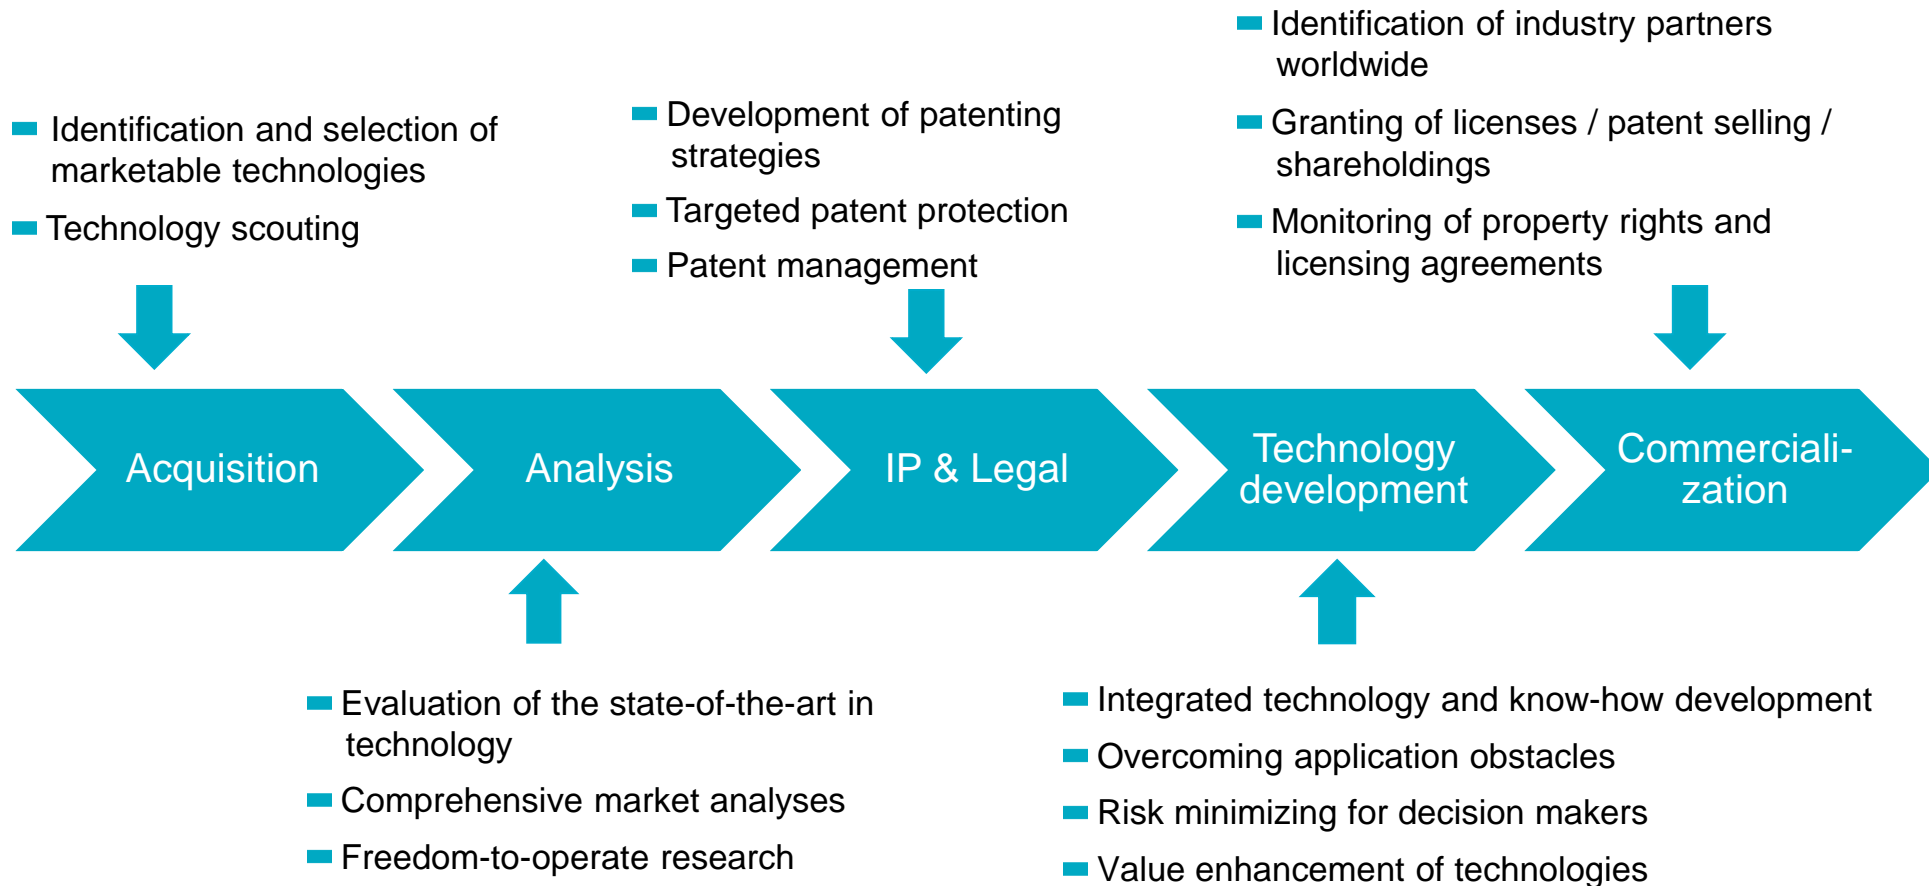 Identification and selection of
marketable technologies
Technology scouting
Development of patenting
strategies
Targeted patent protection
Patent management
Identification of industry partners
worldwide
Granting of licenses / patent selling /
shareholdings
Monitoring of property rights and
licensing agreements
Acquisition
Analysis
IP & Legal
Technology
development
Commerciali-
zation
Evaluation of the state-of-the-art in
technology
Comprehensive market analyses
Freedom-to-operate research
Integrated technology and know-how development
Overcoming application obstacles
Risk minimizing for decision makers
Value enhancement of technologies